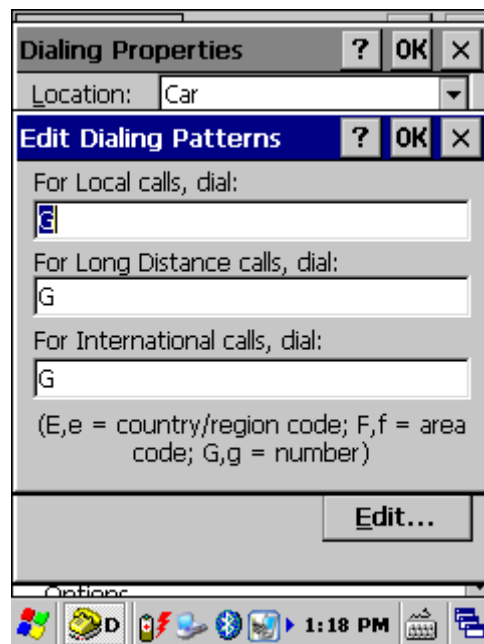 Dialing Properties ? OK ×
Location: Car
Edit Dialing Patterns ? OK ×
For Local calls, dial:
G
For Long Distance calls, dial:
G
For International calls, dial:
G
(E,e = country/region code; F,f = area
code; G,g = number)
Edit...
Options
D 1:18 PM